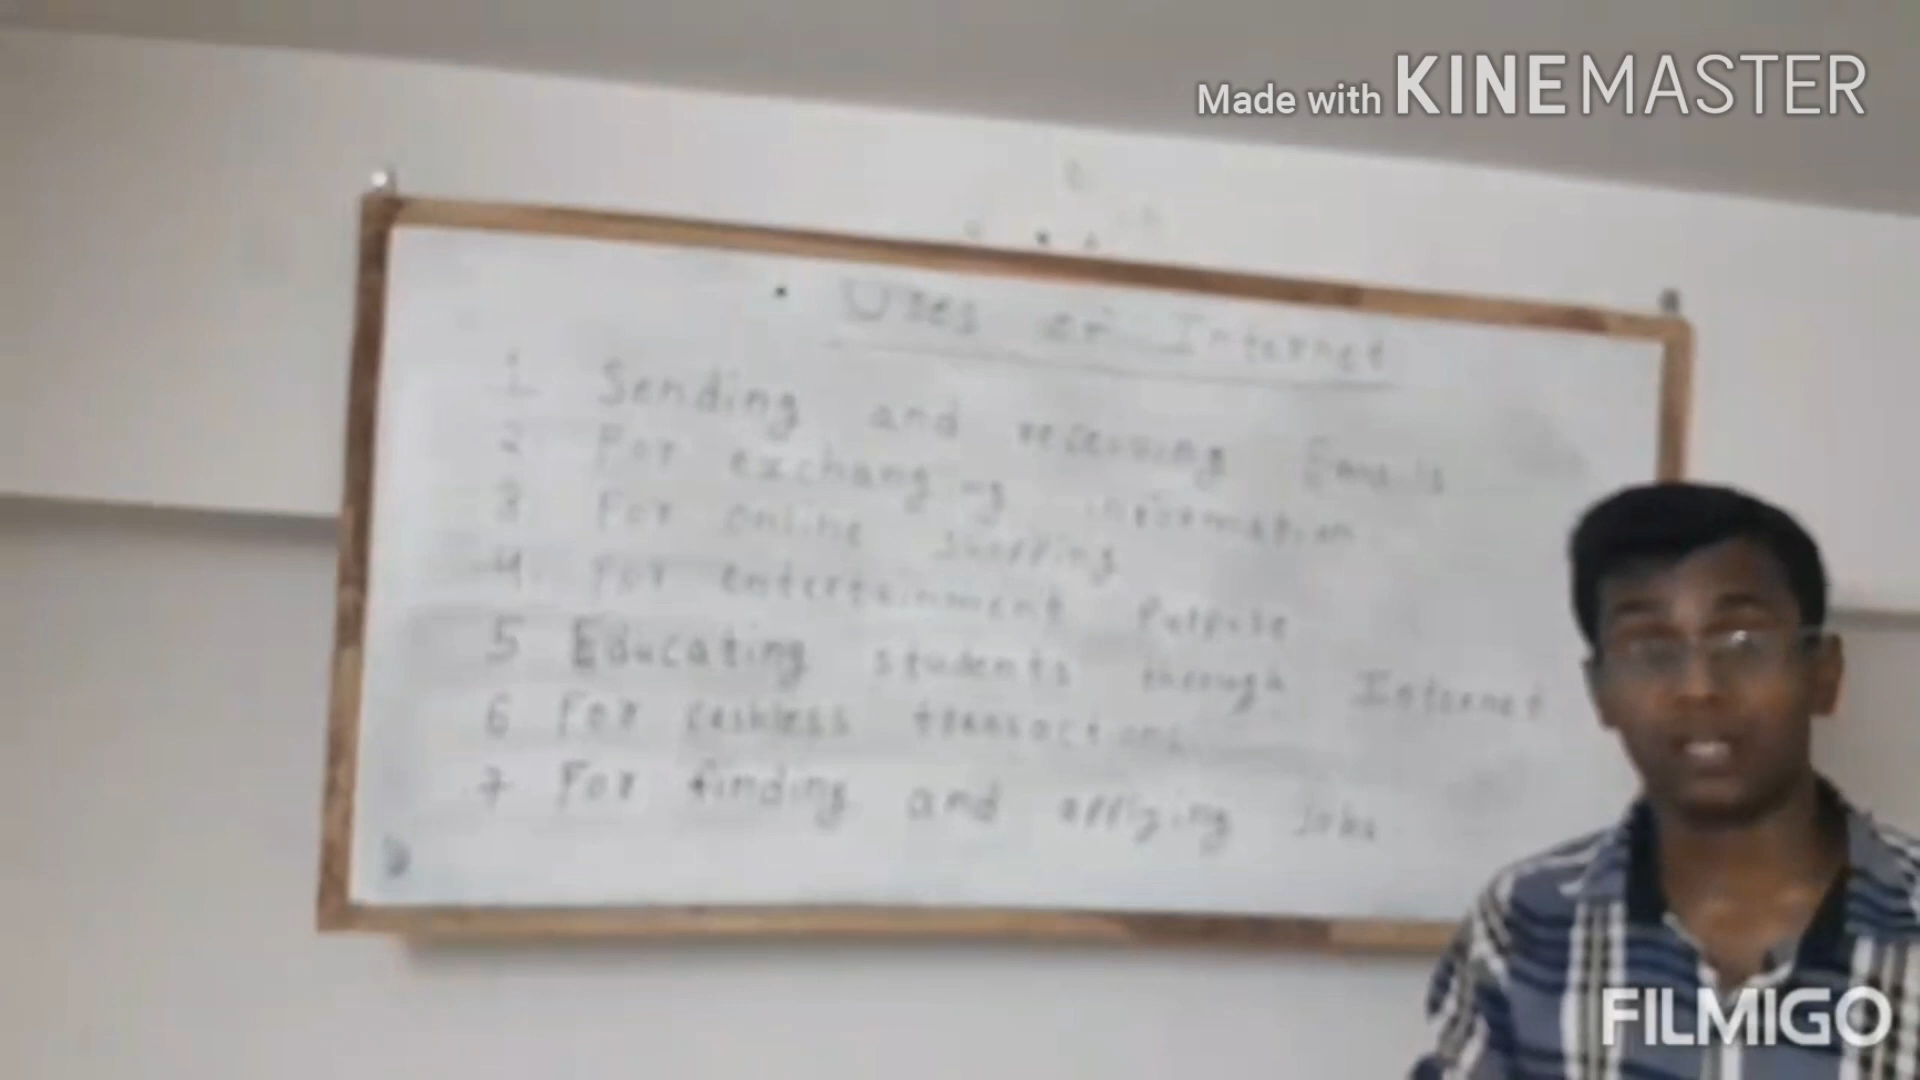 Made with KINEMASTER
Uses of Internet
1 Sending and receiving Emails
2 For exchanging information
3 For online shopping
4. For entertainment Purpose
5 Educating students through Internet
6 For cashless transactions
7 For finding and applying Jobs
FILMIGO